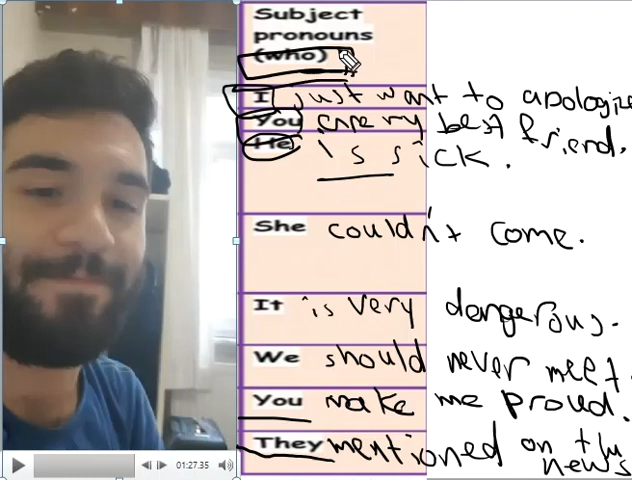 Subject
pronouns
(who)
I just want to apologize
You are my best friend.
He is sick.
She couldn't come.
It is very dangerous.
We should never meet.
You make me proud.
They mentioned on the
news
01:27.35